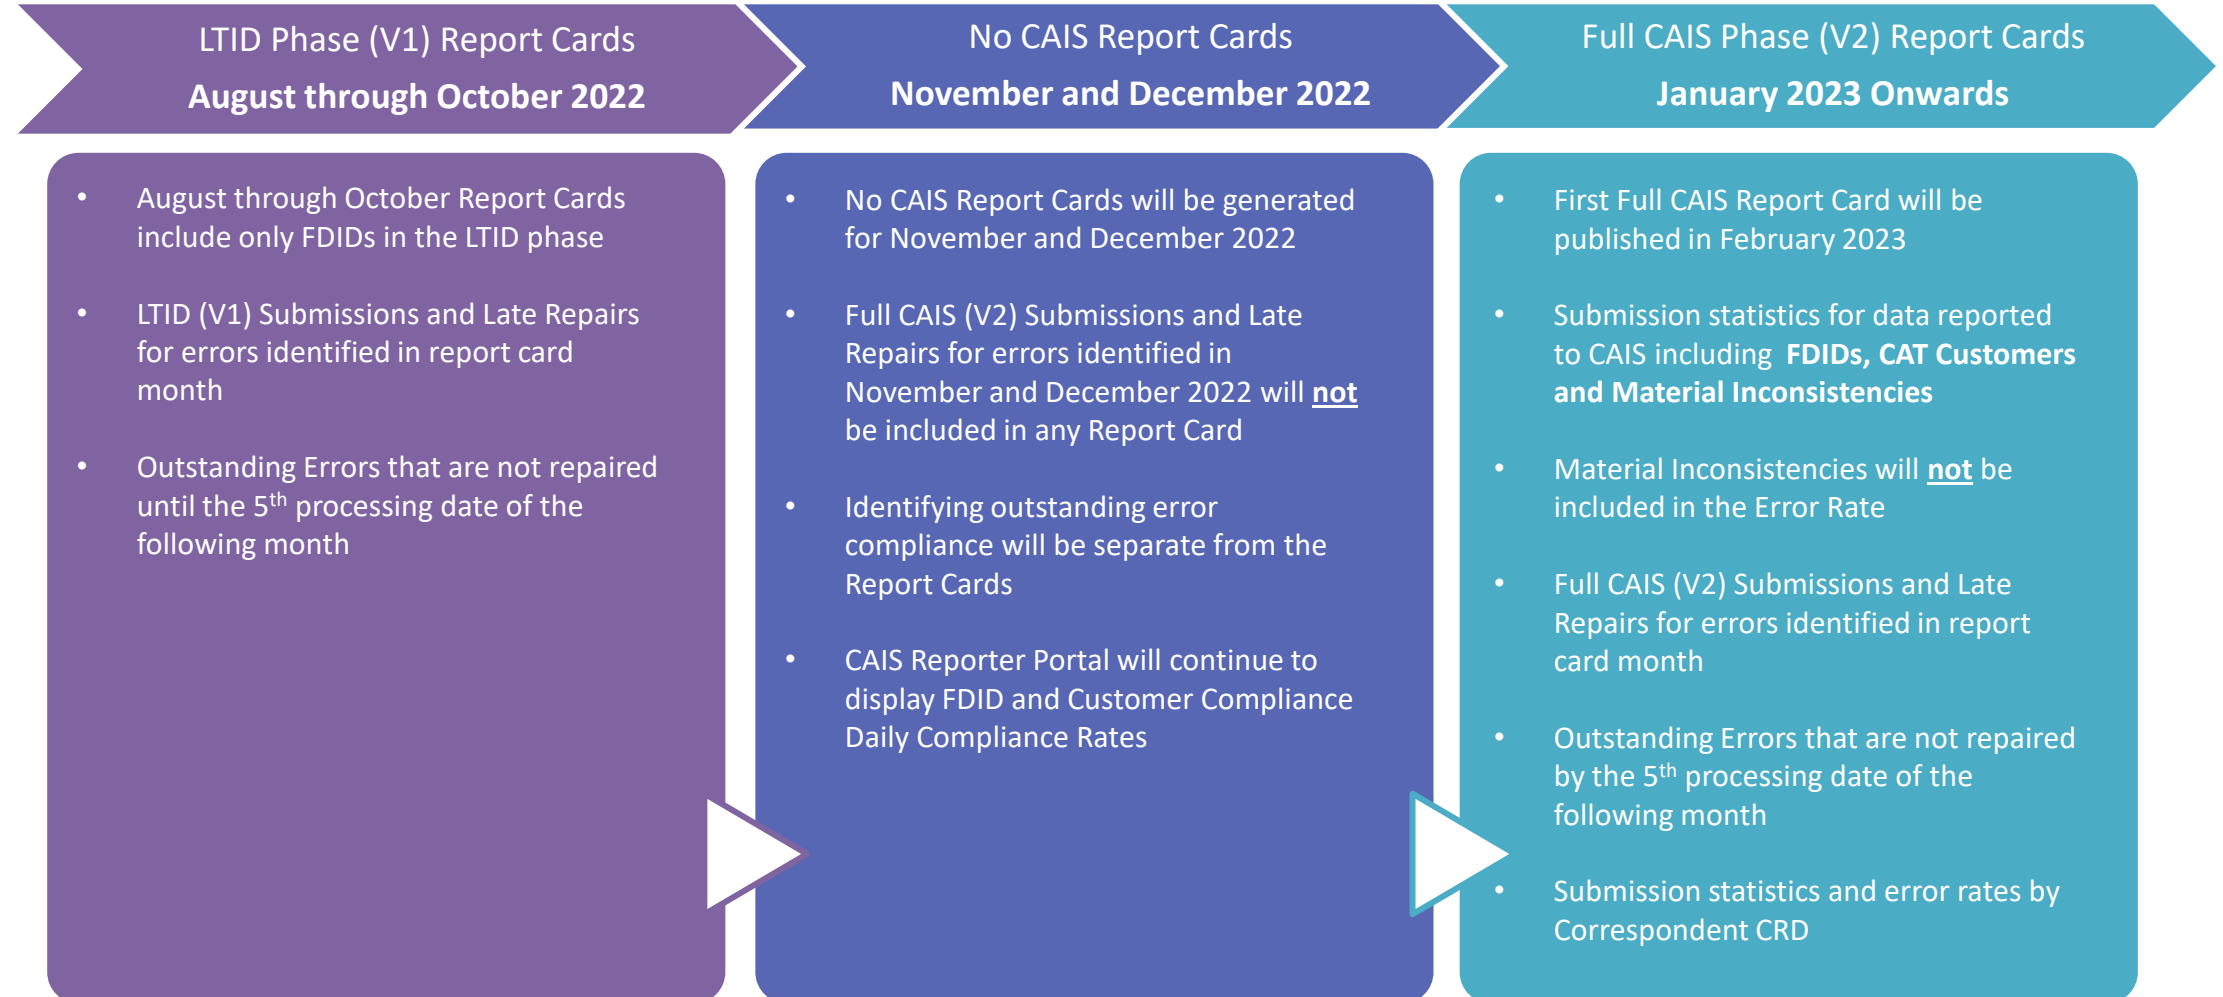 LTID Phase (V1) Report Cards
August through October 2022
No CAIS Report Cards
November and December 2022
Full CAIS Phase (V2) Report Cards
January 2023 Onwards
• August through October Report Cards
include only FDIDs in the LTID phase
• LTID (V1) Submissions and Late Repairs
for errors identified in report card
month
• Outstanding Errors that are not repaired
until the 5th processing date of the
following month
• No CAIS Report Cards will be generated
for November and December 2022
• Full CAIS (V2) Submissions and Late
Repairs for errors identified in
November and December 2022 will not
be included in any Report Card
• Identifying outstanding error
compliance will be separate from the
Report Cards
• CAIS Reporter Portal will continue to
display FDID and Customer Compliance
Daily Compliance Rates
• First Full CAIS Report Card will be
published in February 2023
• Submission statistics for data reported
to CAIS including FDIDs, CAT Customers
and Material Inconsistencies
• Material Inconsistencies will not be
included in the Error Rate
• Full CAIS (V2) Submissions and Late
Repairs for errors identified in report
card month
• Outstanding Errors that are not repaired
by the 5th processing date of the
following month
• Submission statistics and error rates by
Correspondent CRD